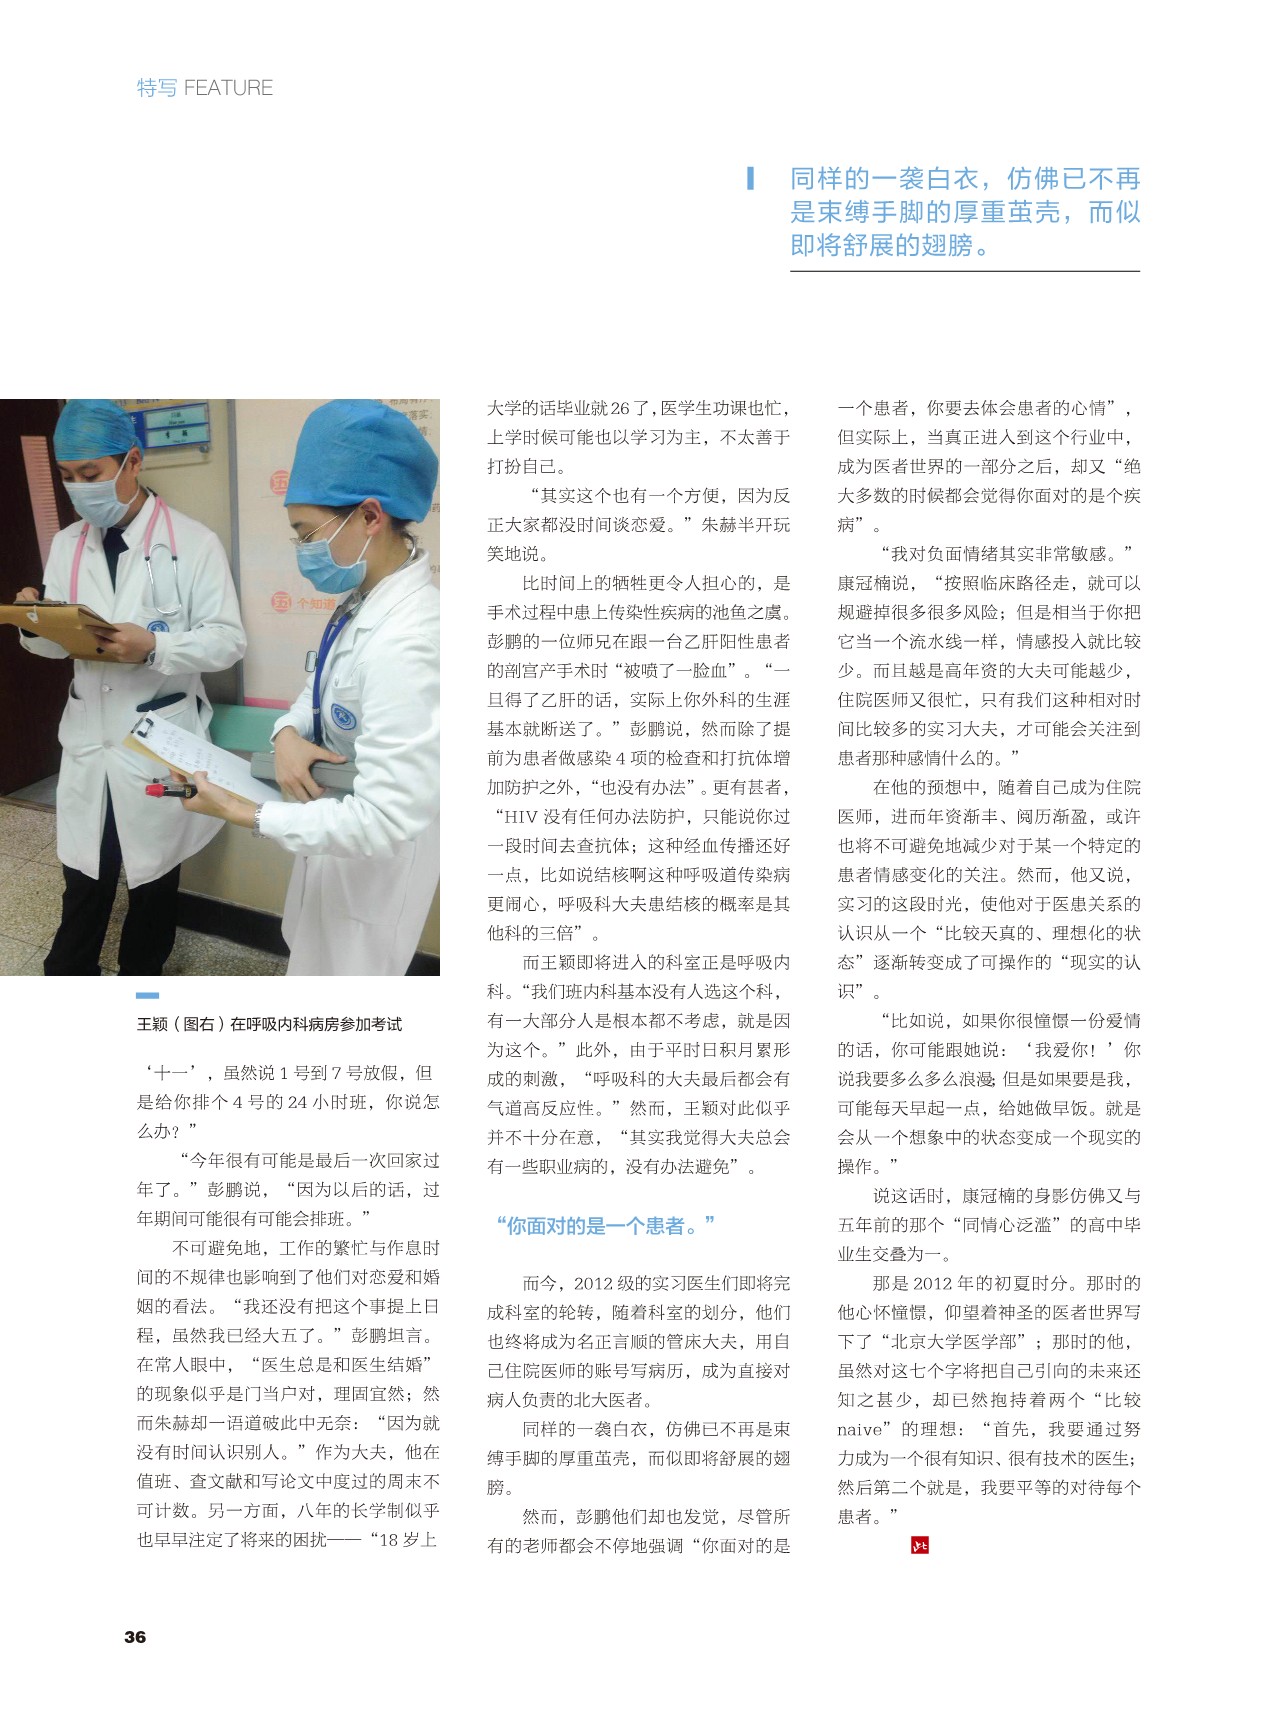 特写 FEATURE
同样的一袭白衣，仿佛已不再
是束缚手脚的厚重茧壳，而似
即将舒展的翅膀。
五
五 个知道
王颖（图右）在呼吸内科病房参加考试
‘十一’，虽然说 1 号到 7 号放假，但
是给你排个 4 号的 24 小时班，你说怎
么办？”
“今年很有可能是最后一次回家过
年了。”彭鹏说，“因为以后的话，过
年期间可能很有可能会排班。”
不可避免地，工作的繁忙与作息时
间的不规律也影响到了他们对恋爱和婚
姻的看法。“我还没有把这个事提上日
程，虽然我已经大五了。”彭鹏坦言。
在常人眼中，“医生总是和医生结婚”
的现象似乎是门当户对，理固宜然；然
而朱赫却一语道破此中无奈：“因为就
没有时间认识别人。”作为大夫，他在
值班、查文献和写论文中度过的周末不
可计数。另一方面，八年的长学制似乎
也早早注定了将来的困扰——“18 岁上
大学的话毕业就 26 了，医学生功课也忙，
上学时候可能也以学习为主，不太善于
打扮自己。
“其实这个也有一个方便，因为反
正大家都没时间谈恋爱。”朱赫半开玩
笑地说。
比时间上的牺牲更令人担心的，是
手术过程中患上传染性疾病的池鱼之虞。
彭鹏的一位师兄在跟一台乙肝阳性患者
的剖宫产手术时“被喷了一脸血”。“一
旦得了乙肝的话，实际上你外科的生涯
基本就断送了。”彭鹏说，然而除了提
前为患者做感染 4 项的检查和打抗体增
加防护之外，“也没有办法”。更有甚者，
“HIV 没有任何办法防护，只能说你过
一段时间去查抗体；这种经血传播还好
一点，比如说结核啊这种呼吸道传染病
更闹心，呼吸科大夫患结核的概率是其
他科的三倍”。
而王颖即将进入的科室正是呼吸内
科。“我们班内科基本没有人选这个科，
有一大部分人是根本都不考虑，就是因
为这个。”此外，由于平时日积月累形
成的刺激，“呼吸科的大夫最后都会有
气道高反应性。”然而，王颖对此似乎
并不十分在意，“其实我觉得大夫总会
有一些职业病的，没有办法避免”。
“你面对的是一个患者。”
而今，2012 级的实习医生们即将完
成科室的轮转，随着科室的划分，他们
也终将成为名正言顺的管床大夫，用自
己住院医师的账号写病历，成为直接对
病人负责的北大医者。
同样的一袭白衣，仿佛已不再是束
缚手脚的厚重茧壳，而似即将舒展的翅
膀。
然而，彭鹏他们却也发觉，尽管所
有的老师都会不停地强调“你面对的是
一个患者，你要去体会患者的心情”，
但实际上，当真正进入到这个行业中，
成为医者世界的一部分之后，却又“绝
大多数的时候都会觉得你面对的是个疾
病”。
“我对负面情绪其实非常敏感。”
康冠楠说，“按照临床路径走，就可以
规避掉很多很多风险；但是相当于你把
它当一个流水线一样，情感投入就比较
少。而且越是高年资的大夫可能越少，
住院医师又很忙，只有我们这种相对时
间比较多的实习大夫，才可能会关注到
患者那种感情什么的。”
在他的预想中，随着自己成为住院
医师，进而年资渐丰、阅历渐盈，或许
也将不可避免地减少对于某一个特定的
患者情感变化的关注。然而，他又说，
实习的这段时光，使他对于医患关系的
认识从一个“比较天真的、理想化的状
态”逐渐转变成了可操作的“现实的认
识”。
“比如说，如果你很憧憬一份爱情
的话，你可能跟她说：‘我爱你！’你
说我要多么多么浪漫；但是如果要是我，
可能每天早起一点，给她做早饭。就是
会从一个想象中的状态变成一个现实的
操作。”
说这话时，康冠楠的身影仿佛又与
五年前的那个“同情心泛滥”的高中毕
业生交叠为一。
那是 2012 年的初夏时分。那时的
他心怀憧憬，仰望着神圣的医者世界写
下了“北京大学医学部”；那时的他，
虽然对这七个字将把自己引向的未来还
知之甚少，却已然抱持着两个“比较
naive”的理想：“首先，我要通过努
力成为一个很有知识、很有技术的医生；
然后第二个就是，我要平等的对待每个
患者。”
36